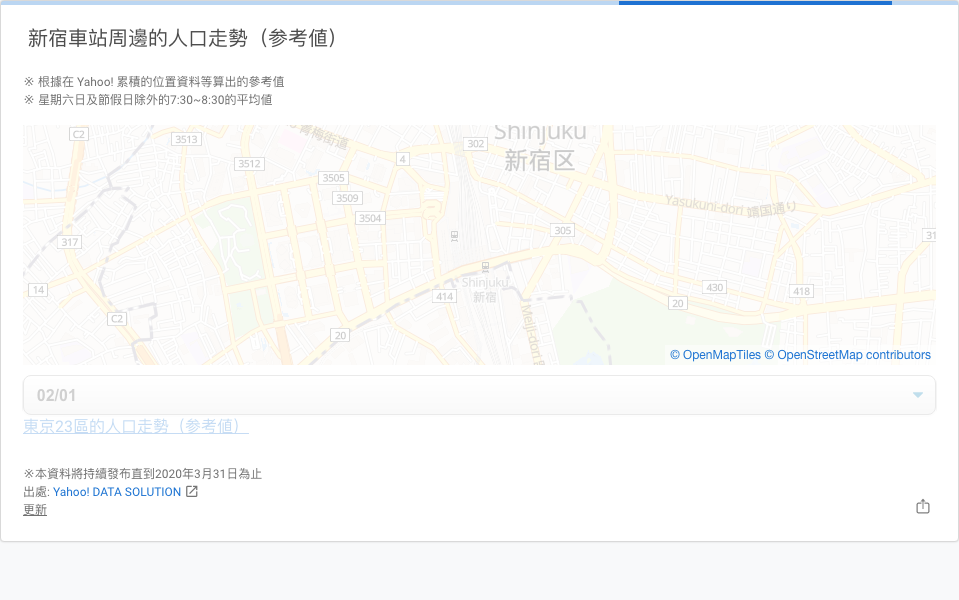 新宿車站周邊的人口走勢（参考値）
※ 根據在 Yahoo! 累積的位置資料等算出的參考值
※ 星期六日及節假日除外的7:30~8:30的平均値
C2
3513
青梅街道
302
Shinjuku
新宿区
4
3512
3505
3509
Yasukuni-dori 靖国通り
3504
305
317
31
14
Shinjuku
新宿
414
430
418
20
C2
Meiji-dori
20
© OpenMapTiles © OpenStreetMap contributors
02/01
東京23區的人口走勢（参考値）
※本資料將持續發布直到2020年3月31日為止
出處: Yahoo! DATA SOLUTION
更新